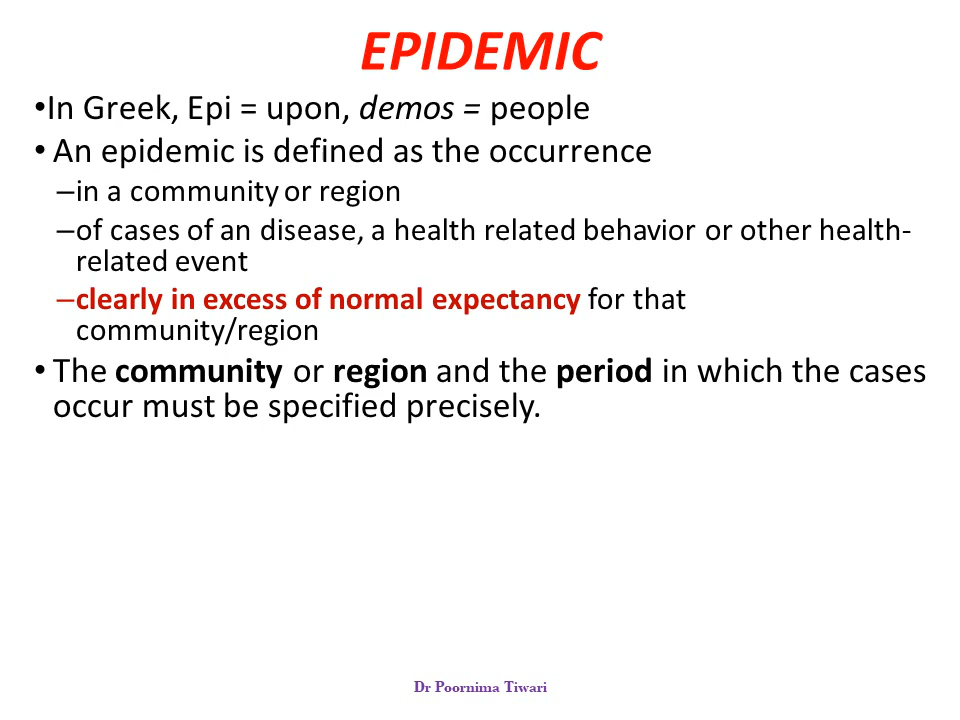 EPIDEMIC
•In Greek, Epi = upon, demos = people
• An epidemic is defined as the occurrence
–in a community or region
–of cases of an disease, a health related behavior or other health-
related event
–clearly in excess of normal expectancy for that
community/region
• The community or region and the period in which the cases
occur must be specified precisely.
Dr Poornima Tiwari